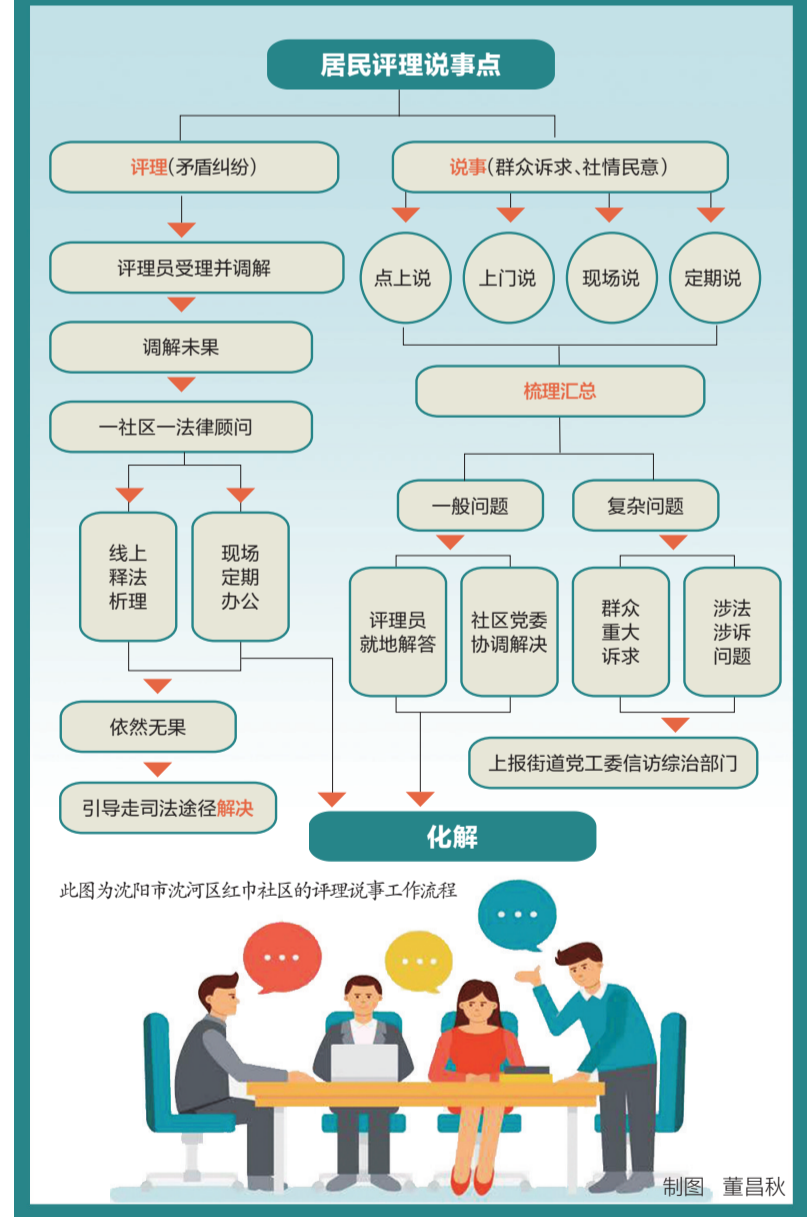 居民评理说事点
评理(矛盾纠纷)
评理员受理并调解
调解未果
一社区一法律顾问
线上
释法
析理
现场
定期
办公
依然无果
引导走司法途径解决
说事(群众诉求、社情民意)
点上说
上门说
现场说
定期说
梳理汇总
一般问题
复杂问题
评理员
就地解答
社区党委
协调解决
群众
重大
诉求
涉法
涉诉
问题
上报街道党工委信访综治部门
化解
此图为沈阳市沈河区红巾社区的评理说事工作流程
制图 董昌秋